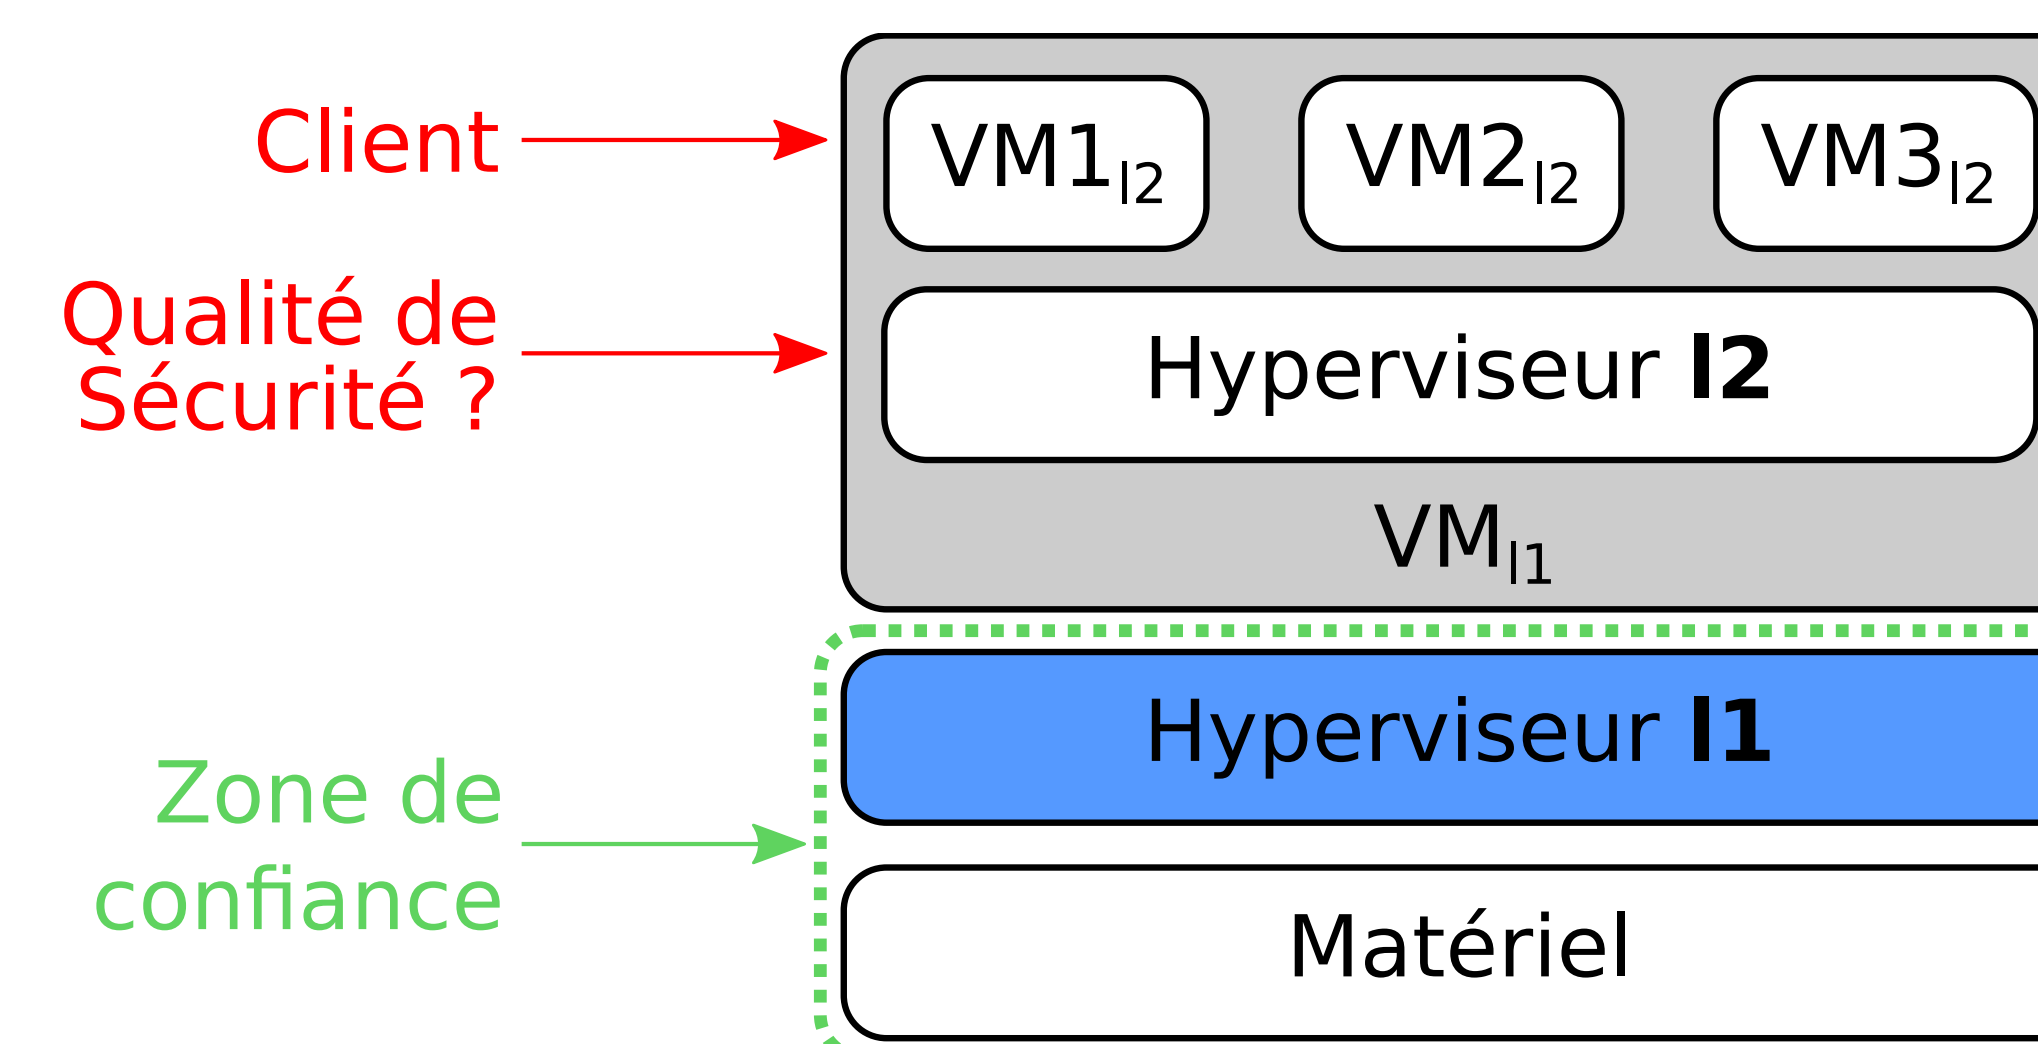 Client
VM1l2 VM2l2 VM3l2
Qualité de
Sécurité ?
Hyperviseur l2
VMl1
Hyperviseur l1
Zone de
confiance
Matériel